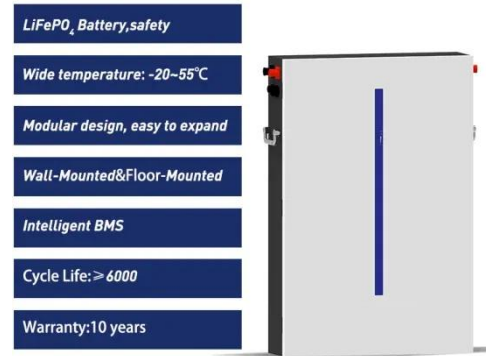 LiFePO₄ Battery,safety
Wide temperature: -20~55℃
Modular design, easy to expand
Wall-Mounted&Floor-Mounted
Intelligent BMS
Cycle Life:≥6000
Warranty:10 years